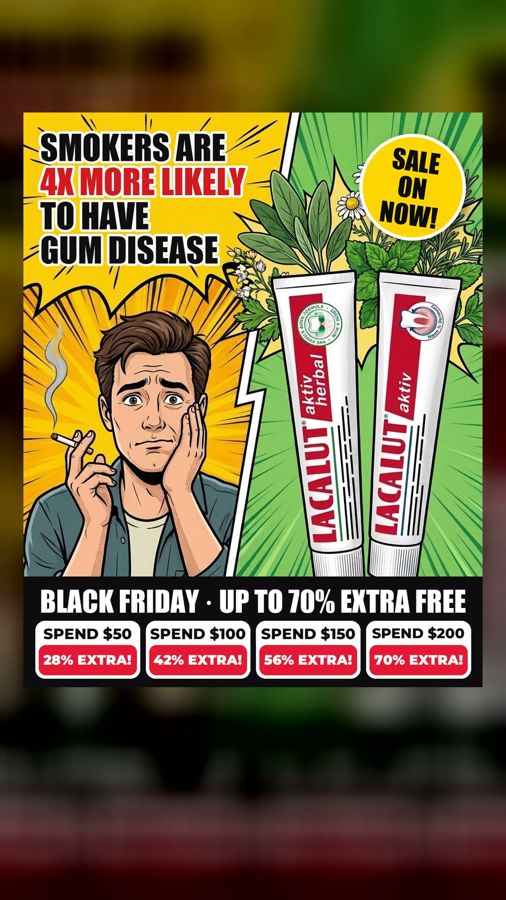 SMOKERS ARE
4X MORE LIKELY
TO HAVE
GUM DISEASE
SALE
ON
NOW!
LACALUT aktiv
herbal
LACALUT aktiv
BLACK FRIDAY · UP TO 70% EXTRA FREE
SPEND $50
28% EXTRA!
SPEND $100
42% EXTRA!
SPEND $150
56% EXTRA!
SPEND $200
70% EXTRA!